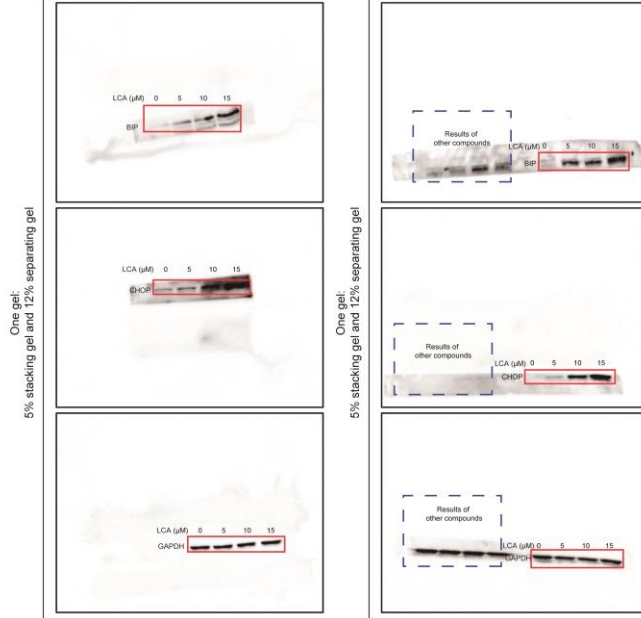 One gel:
5% stacking gel and 12% separating gel
LCA (μM) 0 5 10 15
BIP
LCA (μM) 0 5 10 15
CHOP
LCA (μM) 0 5 10 15
GAPDH
One gel:
5% stacking gel and 12% separating gel
Results of
other compounds
LCA (μM) 0 5 10 15
BIP
Results of
other compounds
LCA (μM) 0 5 10 15
CHOP
Results of
other compounds
LCA (μM) 0 5 10 15
GAPDH